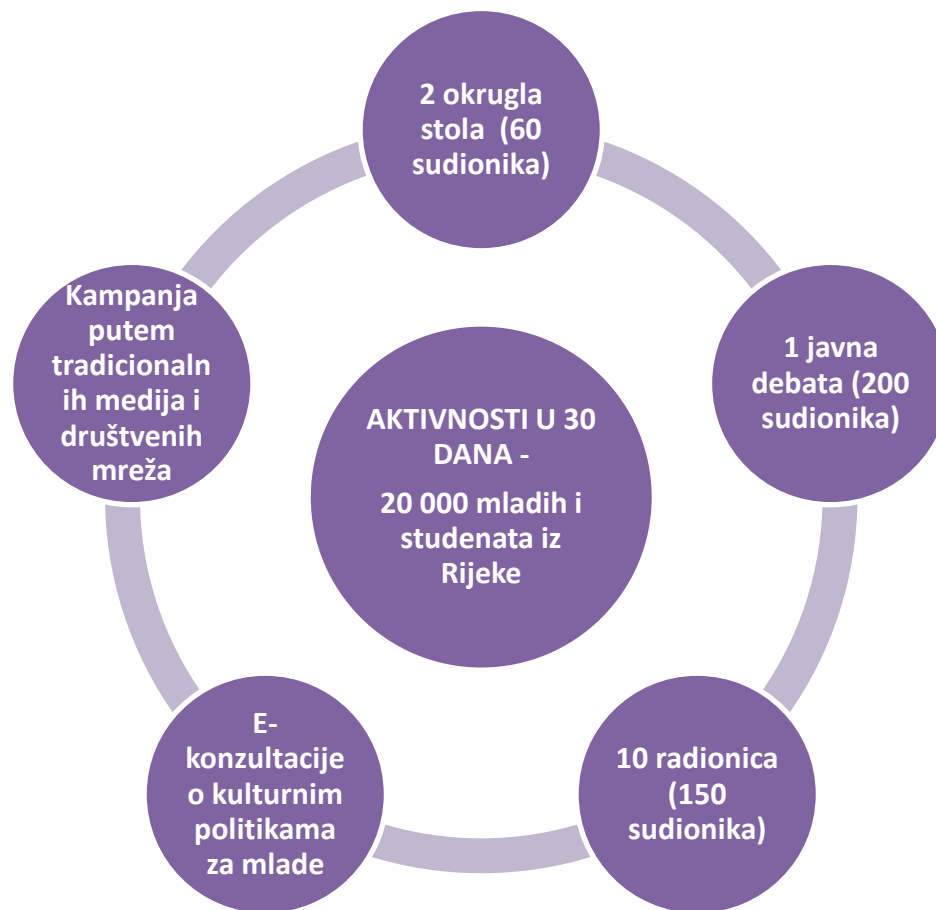 2 okrugla
stola (60
sudionika)
1 javna
debata (200
sudionika)
10 radionica
(150
sudionika)
E-
konzultacije
o kulturnim
politikama
za mlade
Kampanja
putem
tradicionaln
ih medija i
društvenih
mreža
AKTIVNOSTI U 30
DANA -
20 000 mladih i
studenata iz
Rijeke